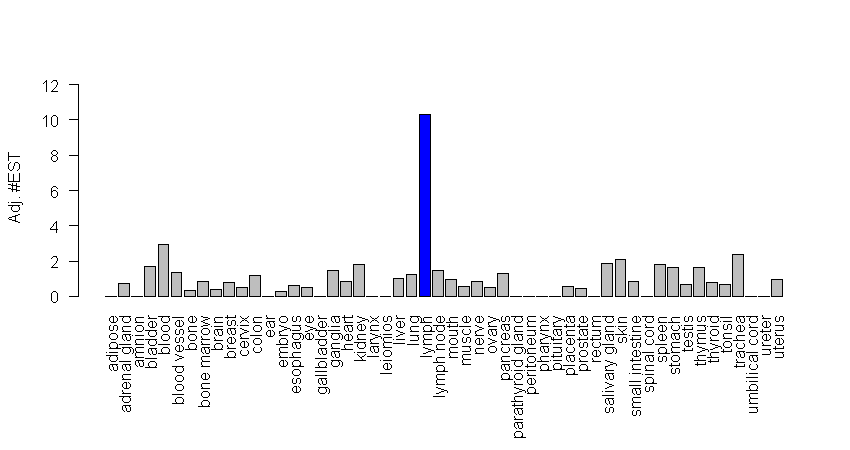 12
10
8
6
4
2
0
Adj. #EST
adipose
adrenal gland
amnion
bladder
blood
blood vessel
bone
bone marrow
brain
breast
cervix
colon
ear
embryo
esophagus
eye
gallbladder
ganglia
heart
kidney
larynx
leiomios
liver
lung
lymph
lymph node
mouth
muscle
nerve
ovary
pancreas
parathyroid gland
peritoneum
pharynx
pituitary
placenta
prostate
rectum
salivary gland
skin
small intestine
spinal cord
spleen
stomach
testis
thymus
thyroid
tonsil
trachea
umbilical cord
ureter
uterus